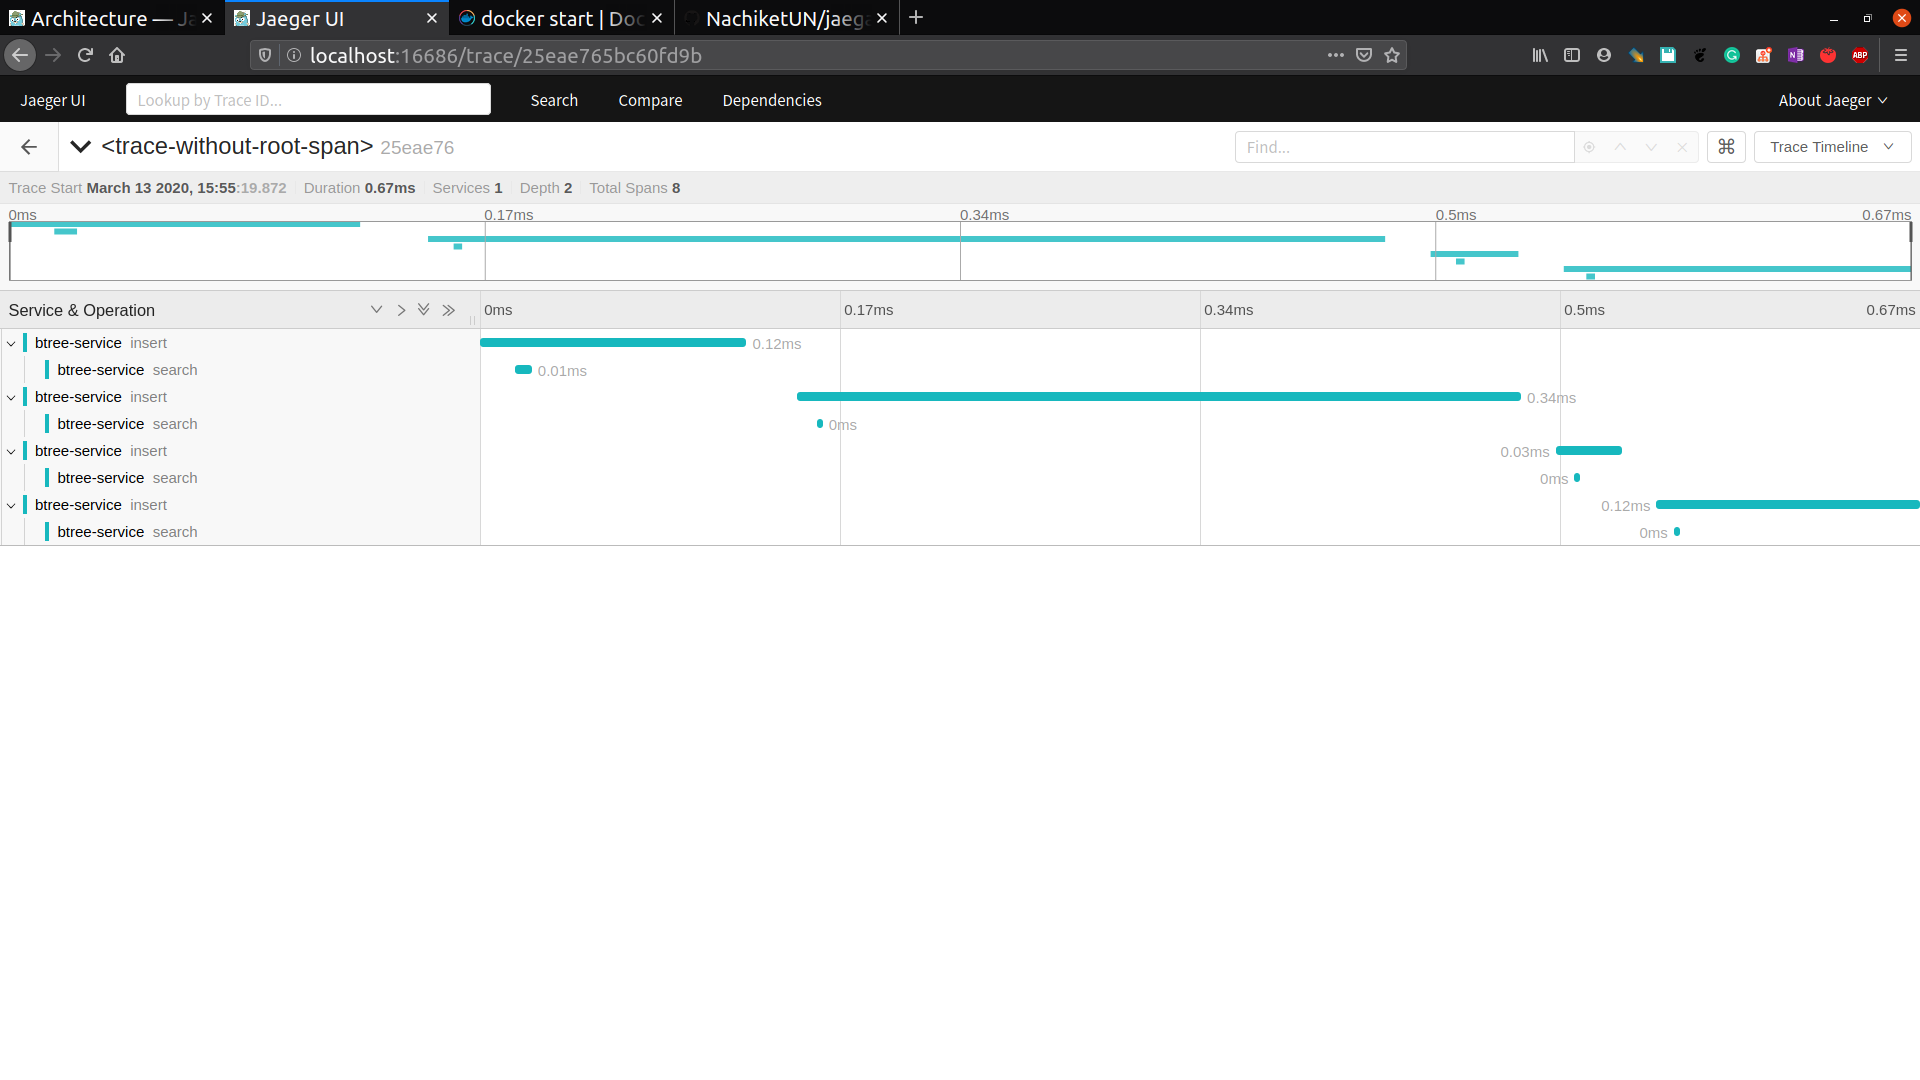 Architecture — Ja
Jaeger UI
docker start | Doc
NachiketUN/jaega
localhost:16686/trace/25eae765bc60fd9b
Jaeger UI
Lookup by Trace ID...
Search
Compare
Dependencies
About Jaeger
<trace-without-root-span> 25eae76
Find...
Trace Timeline
Trace Start March 13 2020, 15:55:19.872 Duration 0.67ms Services 1 Depth 2 Total Spans 8
0ms 0.17ms 0.34ms 0.5ms 0.67ms
Service & Operation
0ms 0.17ms 0.34ms 0.5ms 0.67ms
btree-service insert 0.12ms
btree-service search 0.01ms
btree-service insert 0.34ms
btree-service search 0ms
btree-service insert 0.03ms
btree-service search 0ms
btree-service insert 0.12ms
btree-service search 0ms